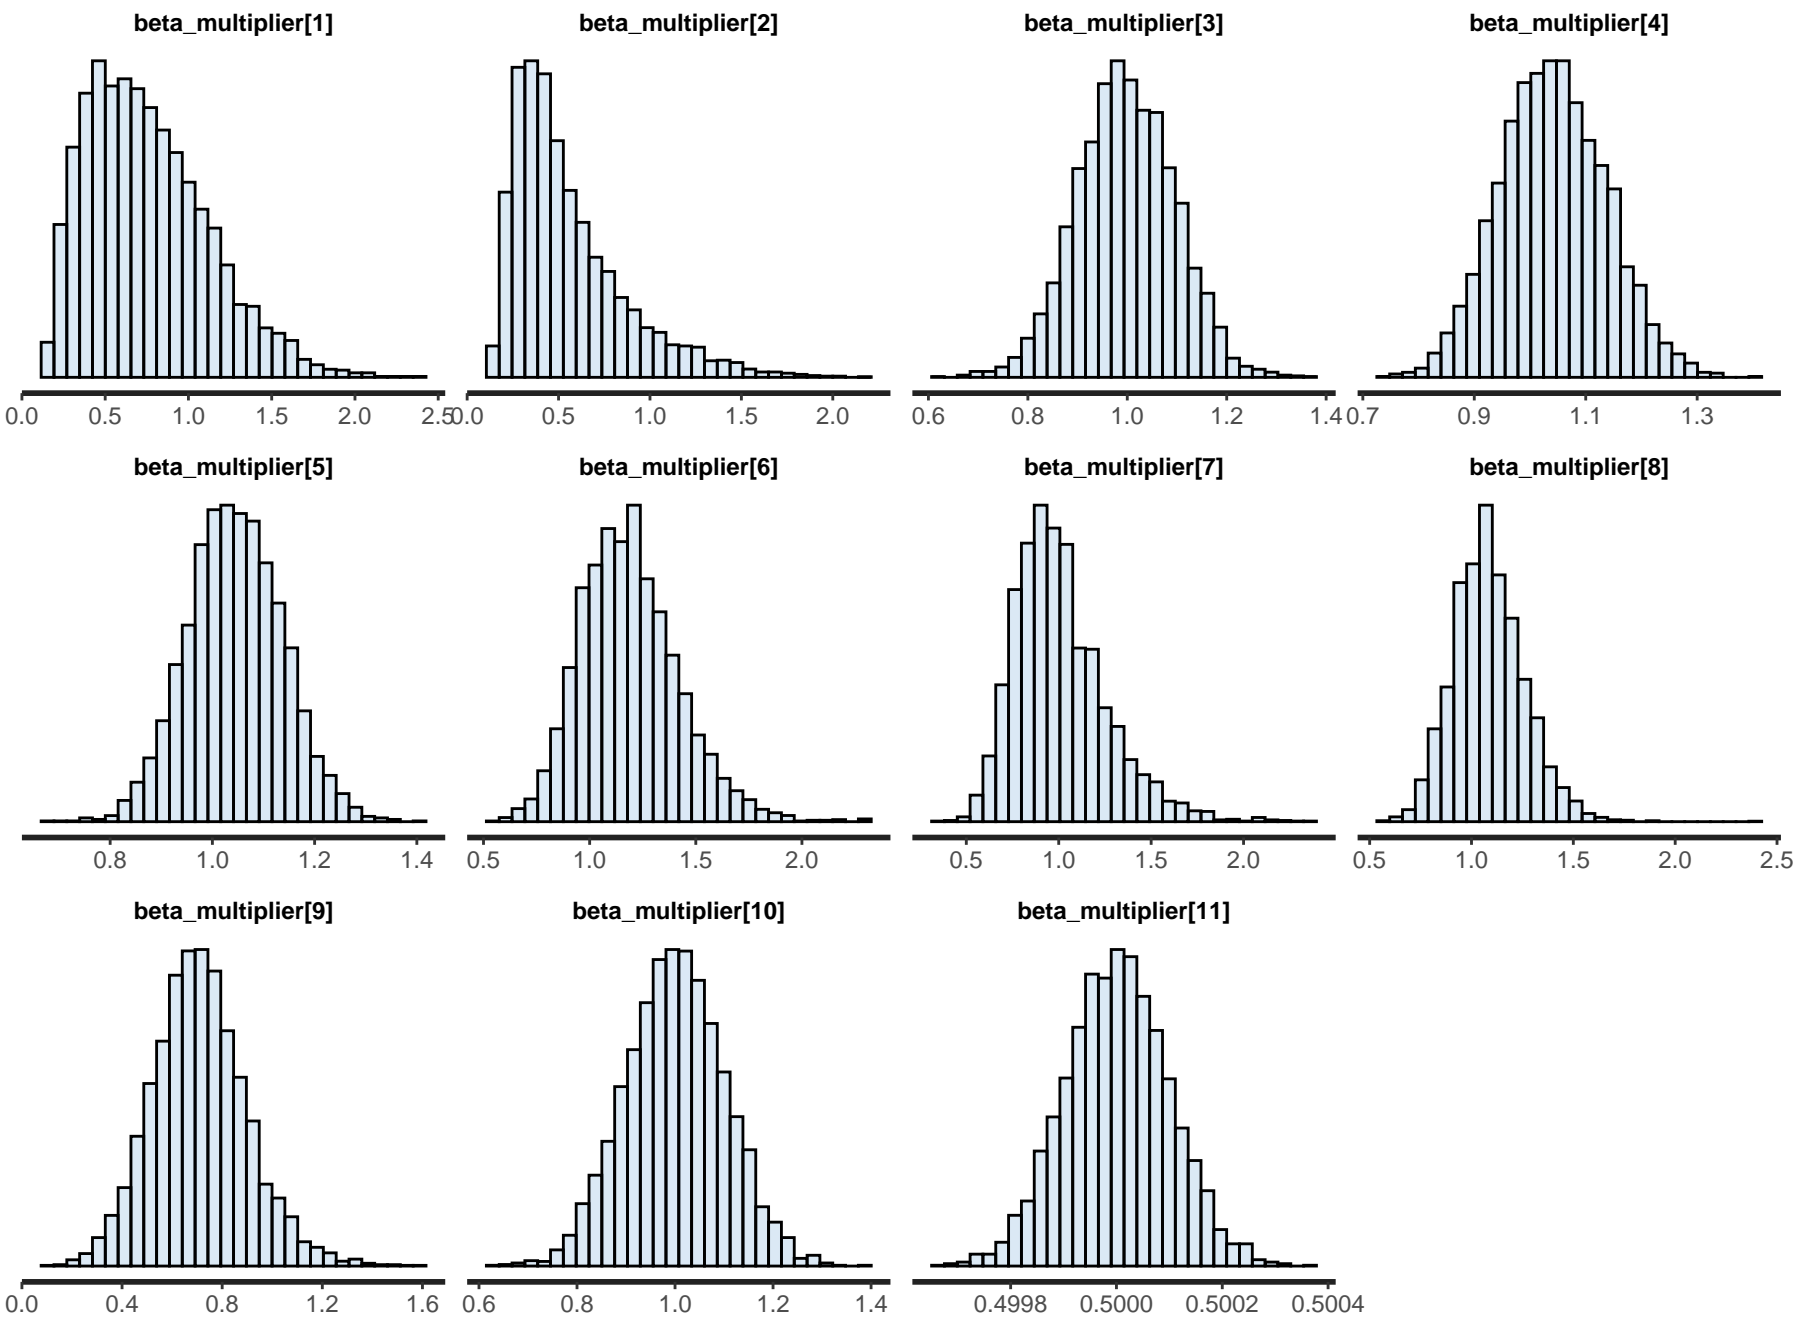 beta_multiplier[1] beta_multiplier[2] beta_multiplier[3] beta_multiplier[4]
0.0 0.5 1.0 1.5 2.0 2.5 0.0 0.5 1.0 1.5 2.0 0.6 0.8 1.0 1.2 1.4 0.7 0.9 1.1 1.3
beta_multiplier[5] beta_multiplier[6] beta_multiplier[7] beta_multiplier[8]
0.8 1.0 1.2 1.4 0.5 1.0 1.5 2.0 0.5 1.0 1.5 2.0 0.5 1.0 1.5 2.0 2.5
beta_multiplier[9] beta_multiplier[10] beta_multiplier[11]
0.0 0.4 0.8 1.2 1.6 0.6 0.8 1.0 1.2 1.4 0.4998 0.5000 0.5002 0.5004